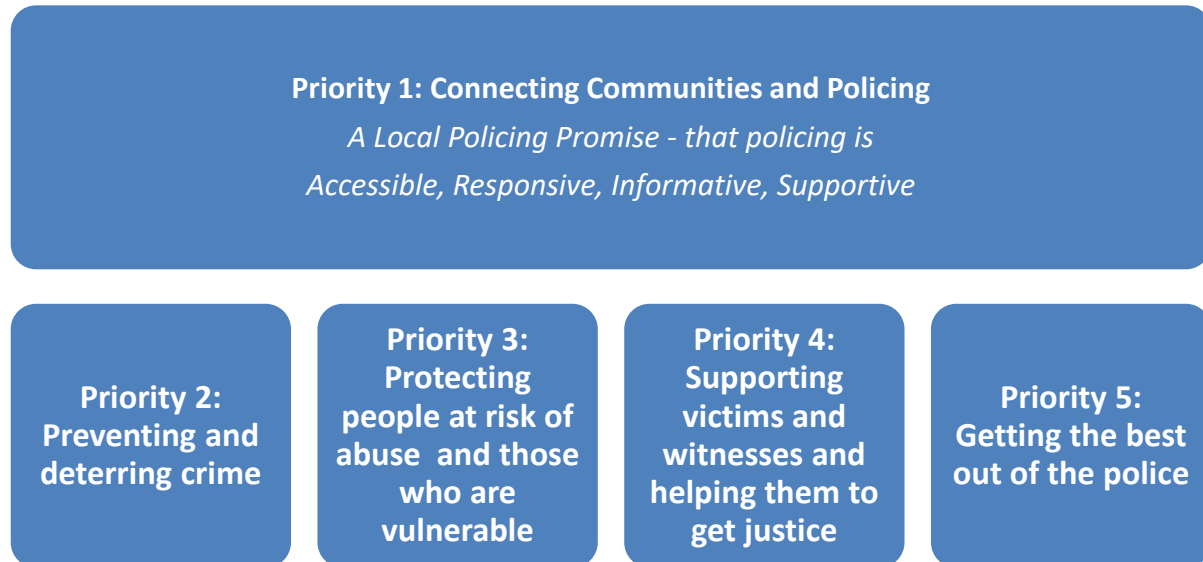 Priority 1: Connecting Communities and Policing
A Local Policing Promise - that policing is
Accessible, Responsive, Informative, Supportive
Priority 2:
Preventing and
deterring crime
Priority 3:
Protecting
people at risk of
abuse  and those
who are
vulnerable
Priority 4:
Supporting
victims and
witnesses and
helping them to
get justice
Priority 5:
Getting the best
out of the police